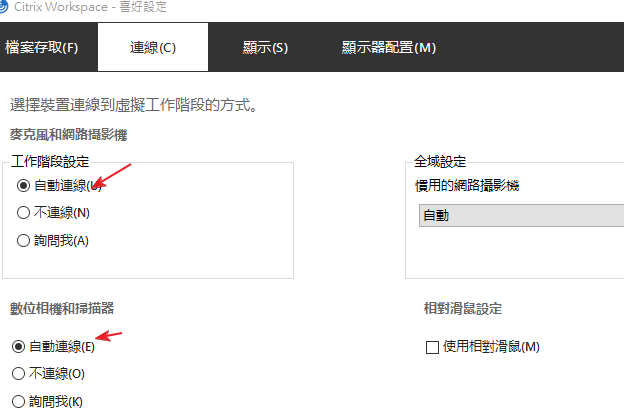 Citrix Workspace - 喜好設定
檔案存取(F) 連線(C) 顯示(S) 顯示器配置(M)
選擇裝置連線到虛擬工作階段的方式。
麥克風和網路攝影機
工作階段設定
自動連線(U)
不連線(N)
詢問我(A)
全域設定
慣用的網路攝影機
自動
數位相機和掃描器
自動連線(E)
不連線(O)
詢問我(K)
相對滑鼠設定
使用相對滑鼠(M)